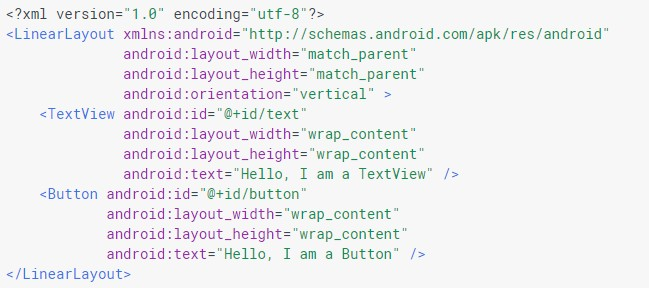 <?xml version="1.0" encoding="utf-8"?>
<LinearLayout xmlns:android="http://schemas.android.com/apk/res/android"
              android:layout_width="match_parent"
              android:layout_height="match_parent"
              android:orientation="vertical" >
    <TextView android:id="@+id/text"
              android:layout_width="wrap_content"
              android:layout_height="wrap_content"
              android:text="Hello, I am a TextView" />
    <Button android:id="@+id/button"
            android:layout_width="wrap_content"
            android:layout_height="wrap_content"
            android:text="Hello, I am a Button" />
</LinearLayout>